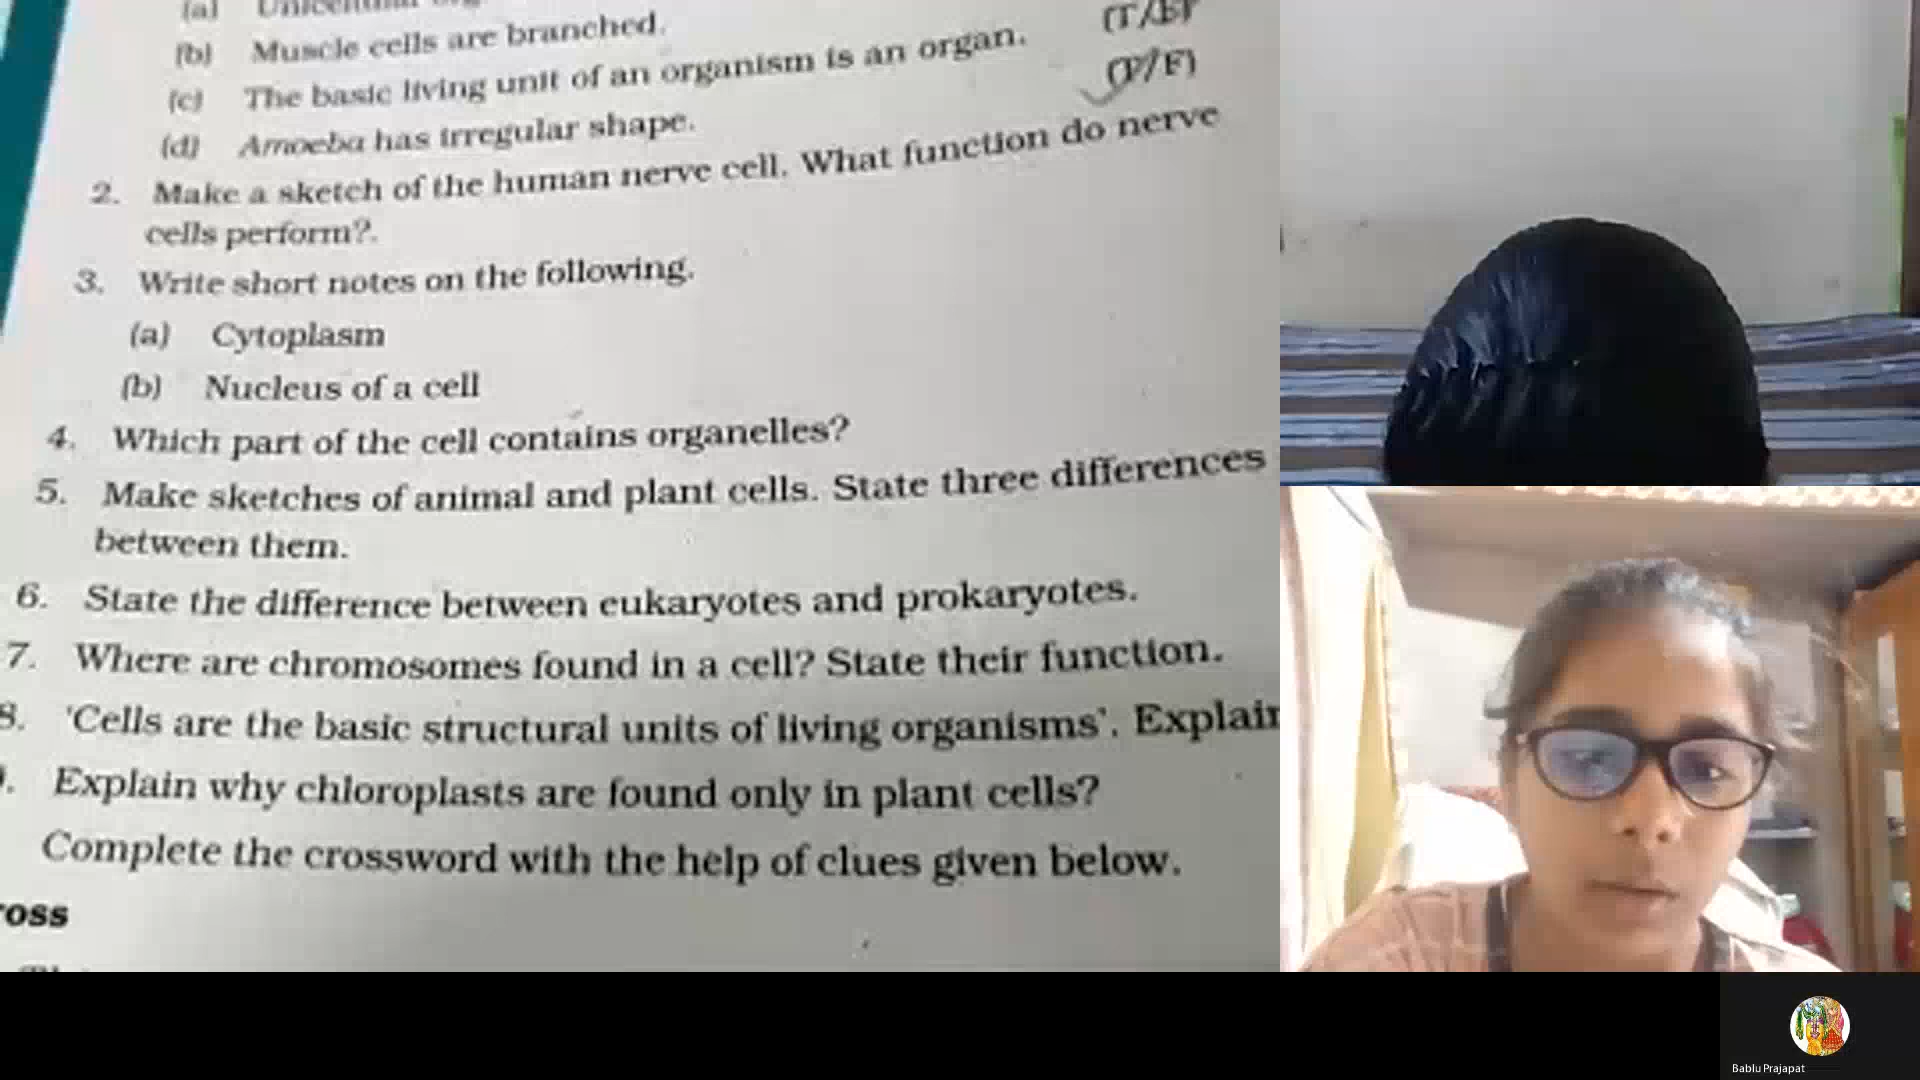 (a)
(b) Muscle cells are branched. (T/F)
(c) The basic living unit of an organism is an organ. (T/F)
(d) Amoeba has irregular shape.
2. Make a sketch of the human nerve cell. What function do nerve
cells perform?.
3. Write short notes on the following.
(a) Cytoplasm
(b) Nucleus of a cell
4. Which part of the cell contains organelles?
5. Make sketches of animal and plant cells. State three differences
between them.
6. State the difference between eukaryotes and prokaryotes.
7. Where are chromosomes found in a cell? State their function.
8. 'Cells are the basic structural units of living organisms'. Explain
. Explain why chloroplasts are found only in plant cells?
Complete the crossword with the help of clues given below.
ross
Bablu Prajapat